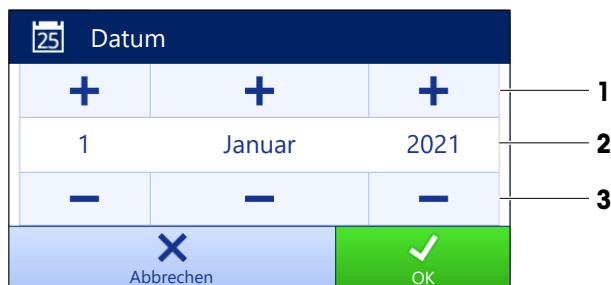 25 Datum
+ + + 1
1 Januar 2021 2
− − − 3
Abbrechen OK